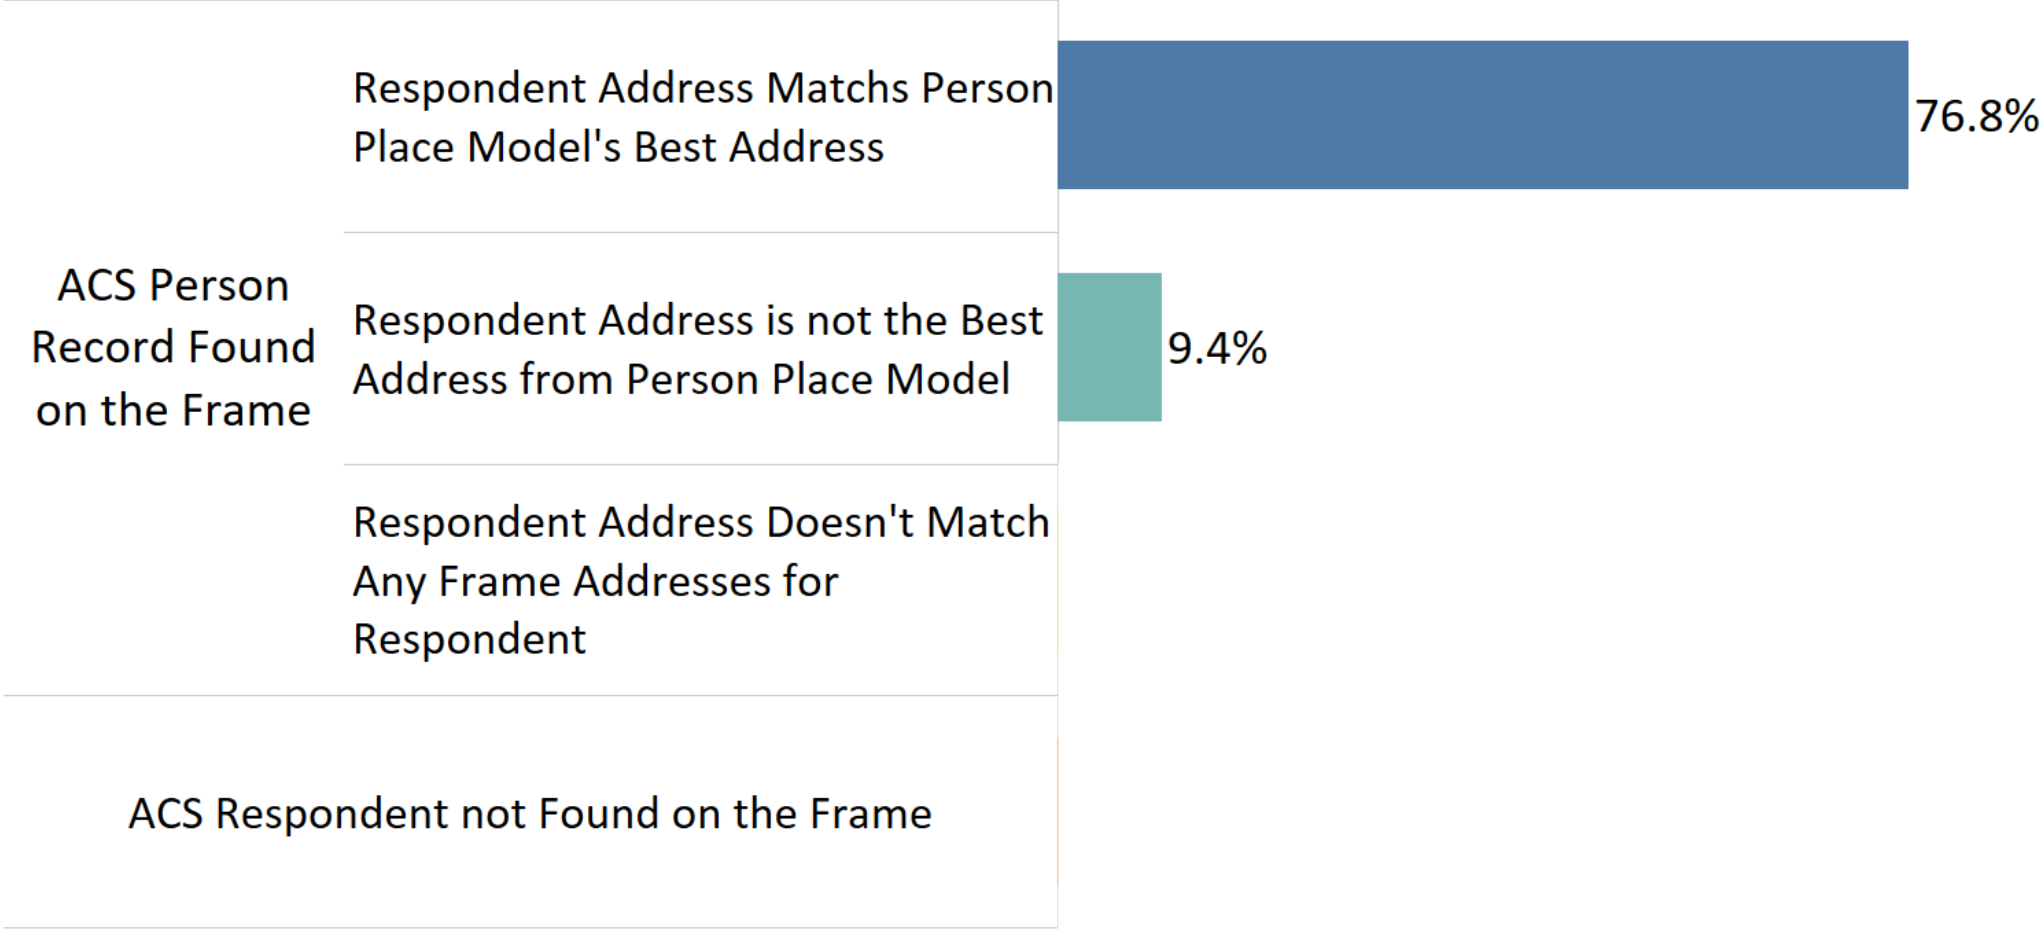 Respondent Address Matchs Person
Place Model's Best Address
76.8%
ACS Person
Record Found
on the Frame
Respondent Address is not the Best
Address from Person Place Model
9.4%
Respondent Address Doesn't Match
Any Frame Addresses for
Respondent
ACS Respondent not Found on the Frame